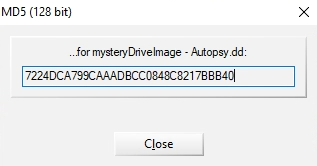 MD5 (128 bit)
...for mysteryDriveImage - Autopsy.dd:
7224DCA799CAAADBCC0848C8217BBB40
Close